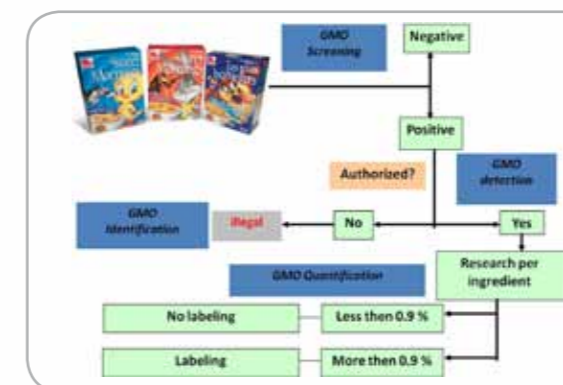 GMO
Screening
Negative
Positive
Authorized?
GMO
detection
GMO
Identification
illegal
No
Yes
Research per
ingredient
GMO Quantification
No labeling
Less then 0.9 %
Labeling
More then 0.9 %